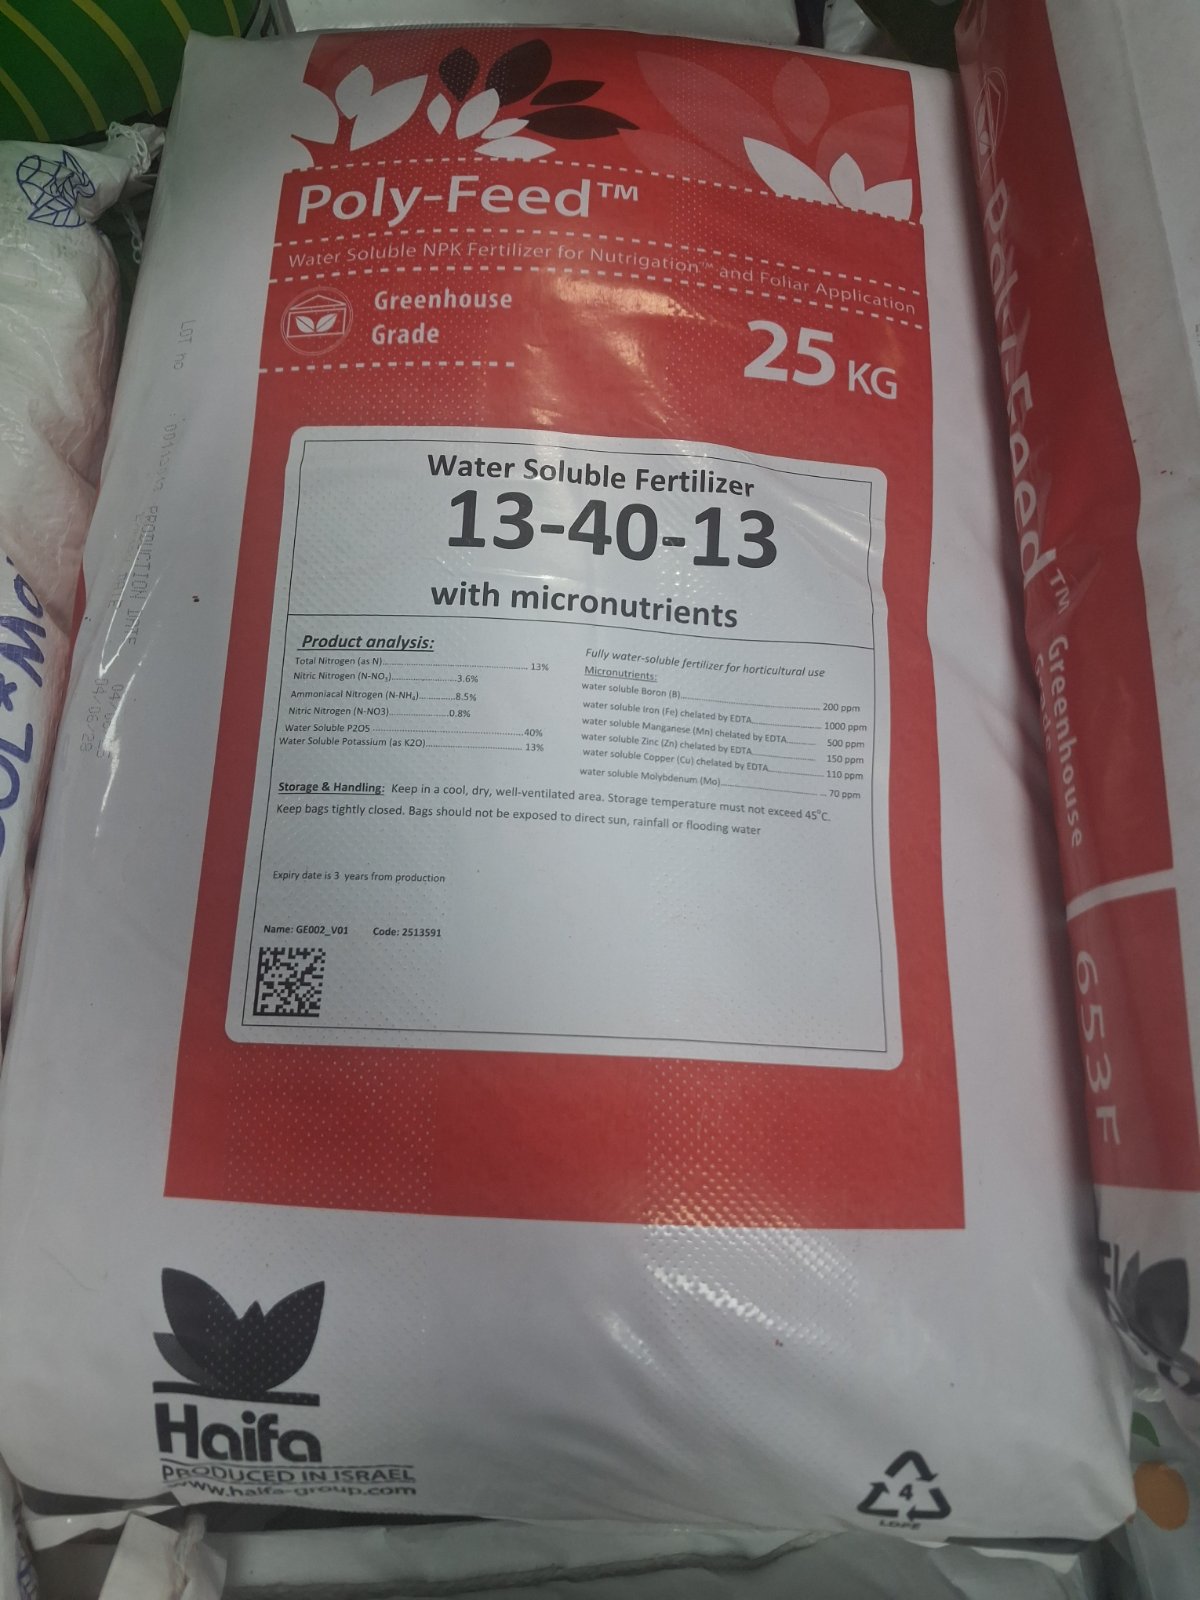 Poly-Feed™
Water Soluble NPK Fertilizer for Nutrigation™ and Foliar Application
Greenhouse
Grade
25 KG
Water Soluble Fertilizer
13-40-13
with micronutrients
Product analysis:
Total Nitrogen (as N)........ 13%
Nitric Nitrogen (N-NO3)........3.6%
Ammoniacal Nitrogen (N-NH4)........8.5%
Nitric Nitrogen (N-NO3)........0.8%
Water Soluble P2O5........40%
Water Soluble Potassium (as K2O)........ 13%
Fully water-soluble fertilizer for horticultural use
Micronutrients:
water soluble Boron (B)........ 200 ppm
water soluble Iron (Fe) chelated by EDTA........ 1000 ppm
water soluble Manganese (Mn) chelated by EDTA........ 500 ppm
water soluble Zinc (Zn) chelated by EDTA........ 150 ppm
water soluble Copper (Cu) chelated by EDTA........ 110 ppm
water soluble Molybdenum (Mo)........ 70 ppm
Storage & Handling: Keep in a cool, dry, well-ventilated area. Storage temperature must not exceed 45°C.
Keep bags tightly closed. Bags should not be exposed to direct sun, rainfall or flooding water
Expiry date is 3 years from production
Name: GE002_V01 Code: 2513591
Haifa
PRODUCED IN ISRAEL
www.haifa-group.com
4
LDPE
LOT no
PRODUCTION DATE
Poly-Feed™ Greenhouse
Grade
653F